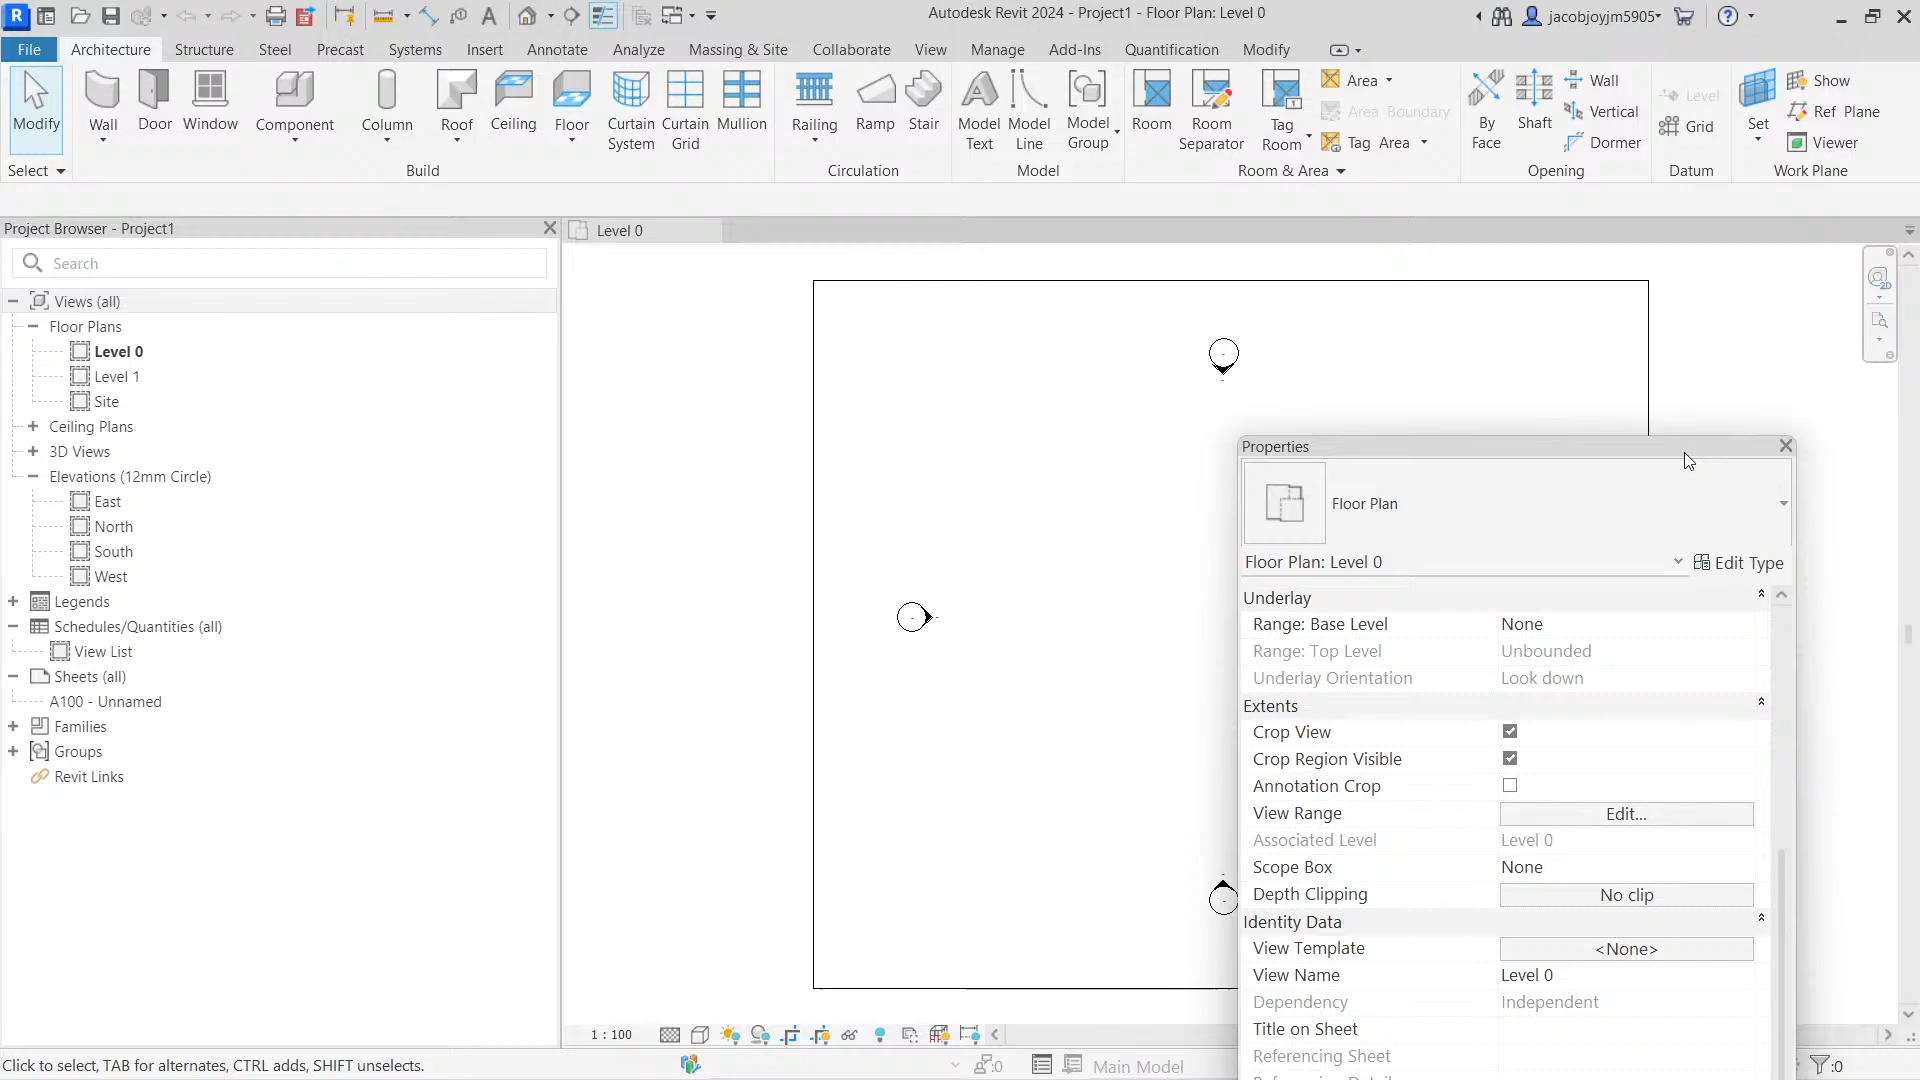 Autodesk Revit 2024 - Project1 - Floor Plan: Level 0
jacobjoyjm5905
File Architecture Structure Steel Precast Systems Insert Annotate Analyze Massing & Site Collaborate View Manage Add-Ins Quantification Modify
Modify
Wall
Door
Window
Component
Column
Roof
Ceiling
Floor
Curtain
System
Curtain
Grid
Mullion
Railing
Ramp
Stair
Model
Text
Model
Line
Model
Group
Room
Room
Separator
Tag
Room
Area
Area Boundary
Tag Area
By
Face
Shaft
Wall
Vertical
Dormer
Level
Grid
Set
Show
Ref Plane
Viewer
Select
Build
Circulation
Model
Room & Area
Opening
Datum
Work Plane
Project Browser - Project1
Search
Views (all)
Floor Plans
Level 0
Level 1
Site
Ceiling Plans
3D Views
Elevations (12mm Circle)
East
North
South
West
Legends
Schedules/Quantities (all)
View List
Sheets (all)
A100 - Unnamed
Families
Groups
Revit Links
Level 0
2D
Properties
Floor Plan
Floor Plan: Level 0
Edit Type
Underlay
Range: Base Level None
Range: Top Level Unbounded
Underlay Orientation Look down
Extents
Crop View
Crop Region Visible
Annotation Crop
View Range Edit...
Associated Level Level 0
Scope Box None
Depth Clipping No clip
Identity Data
View Template <None>
View Name Level 0
Dependency Independent
Title on Sheet
Referencing Sheet
1 : 100
Click to select, TAB for alternates, CTRL adds, SHIFT unselects.
:0
Main Model
:0